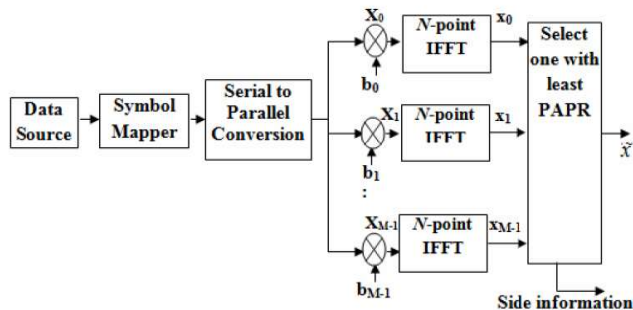 Data
Source
Symbol
Mapper
Serial to
Parallel
Conversion
X0
b0
N-point
IFFT
x0
X1
b1
:
N-point
IFFT
x1
XM-1
bM-1
N-point
IFFT
xM-1
Select
one with
least
PAPR
x̃
Side information